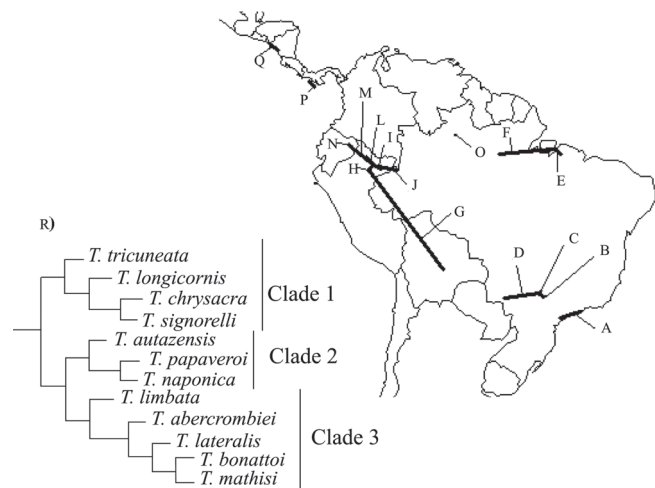 Q
P
M
L
I
N
H
J
O
F
E
G
D
C
B
A
R)
T. tricuneata
T. longicornis
T. chrysacra
T. signorelli
Clade 1
T. autazensis
T. papaveroi
T. naponica
Clade 2
T. limbata
T. abercrombiei
T. lateralis
T. bonattoi
T. mathisi
Clade 3